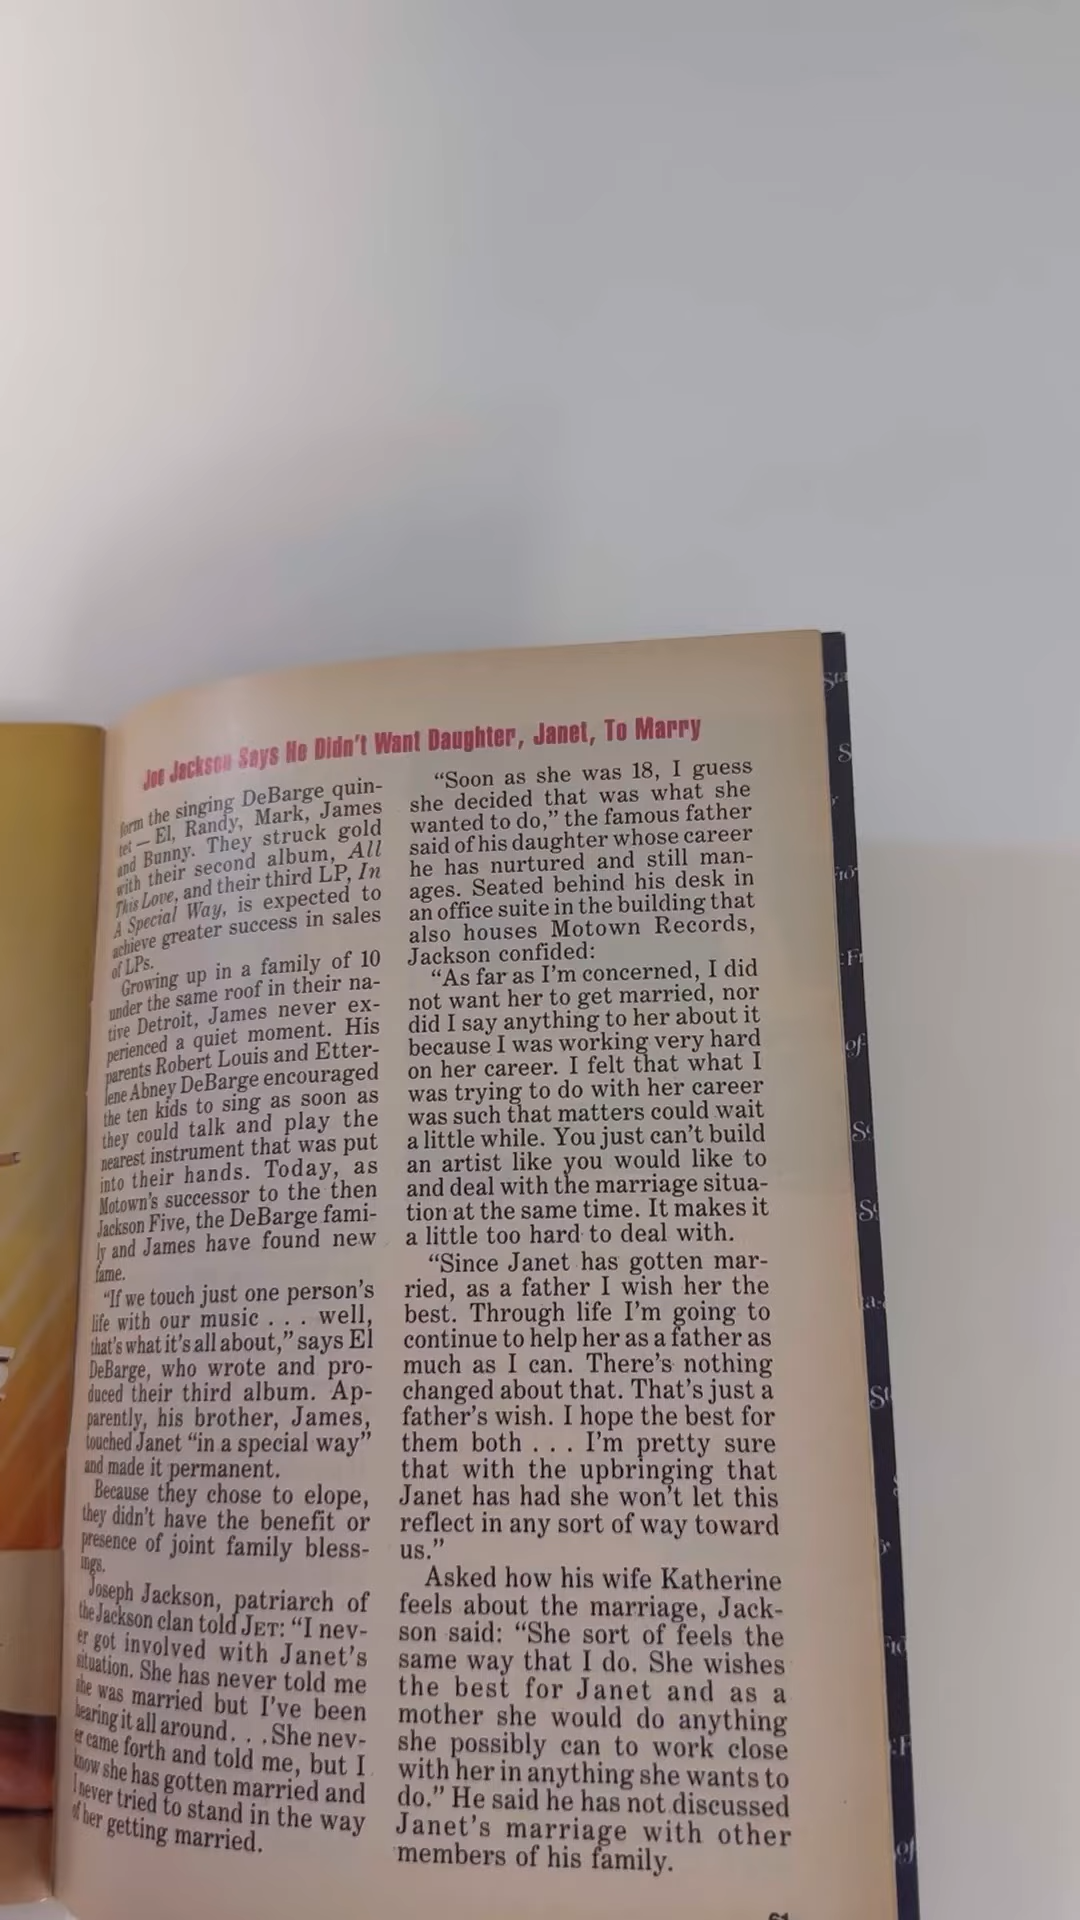 Joe Jackson Says He Didn't Want Daughter, Janet, To Marry
form the singing DeBarge quin-
tet — El, Randy, Mark, James
and Bunny. They struck gold
with their second album, All
This Love, and their third LP, In
A Special Way, is expected to
achieve greater success in sales
of LPs.
Growing up in a family of 10
under the same roof in their na-
tive Detroit, James never ex-
perienced a quiet moment. His
parents Robert Louis and Etter-
lene Abney DeBarge encouraged
the ten kids to sing as soon as
they could talk and play the
nearest instrument that was put
into their hands. Today, as
Motown's successor to the then
Jackson Five, the DeBarge fami-
ly and James have found new
fame.
"If we touch just one person's
life with our music . . . well,
that's what it's all about," says El
DeBarge, who wrote and pro-
duced their third album. Ap-
parently, his brother, James,
touched Janet "in a special way"
and made it permanent.
Because they chose to elope,
they didn't have the benefit or
presence of joint family bless-
ings.
Joseph Jackson, patriarch of
the Jackson clan told JET: "I nev-
er got involved with Janet's
situation. She has never told me
she was married but I've been
hearing it all around. . .She nev-
er came forth and told me, but I
know she has gotten married and
I never tried to stand in the way
of her getting married.
"Soon as she was 18, I guess
she decided that was what she
wanted to do," the famous father
said of his daughter whose career
he has nurtured and still man-
ages. Seated behind his desk in
an office suite in the building that
also houses Motown Records,
Jackson confided:
"As far as I'm concerned, I did
not want her to get married, nor
did I say anything to her about it
because I was working very hard
on her career. I felt that what I
was trying to do with her career
was such that matters could wait
a little while. You just can't build
an artist like you would like to
and deal with the marriage situa-
tion at the same time. It makes it
a little too hard to deal with.
"Since Janet has gotten mar-
ried, as a father I wish her the
best. Through life I'm going to
continue to help her as a father as
much as I can. There's nothing
changed about that. That's just a
father's wish. I hope the best for
them both . . . I'm pretty sure
that with the upbringing that
Janet has had she won't let this
reflect in any sort of way toward
us."
Asked how his wife Katherine
feels about the marriage, Jack-
son said: "She sort of feels the
same way that I do. She wishes
the best for Janet and as a
mother she would do anything
she possibly can to work close
with her in anything she wants to
do." He said he has not discussed
Janet's marriage with other
members of his family.